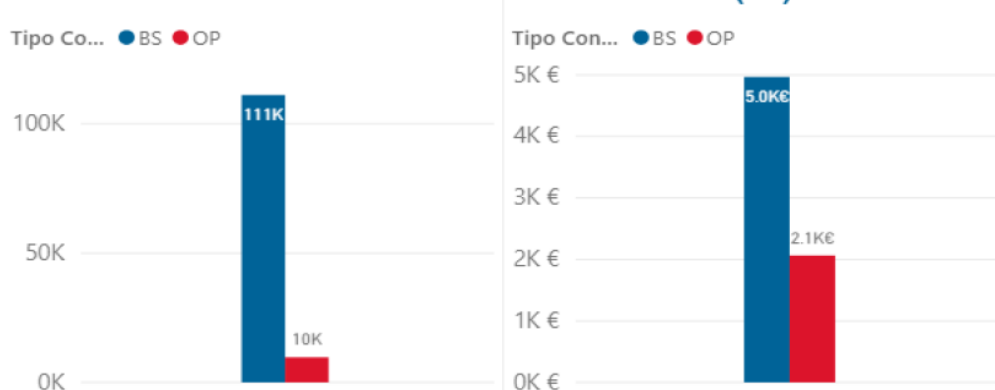 Tipo Co... BS OP
100K
50K
0K
111K
10K
Tipo Con... BS OP
5K €
4K €
3K €
2K €
1K €
0K €
5.0K€
2.1K€